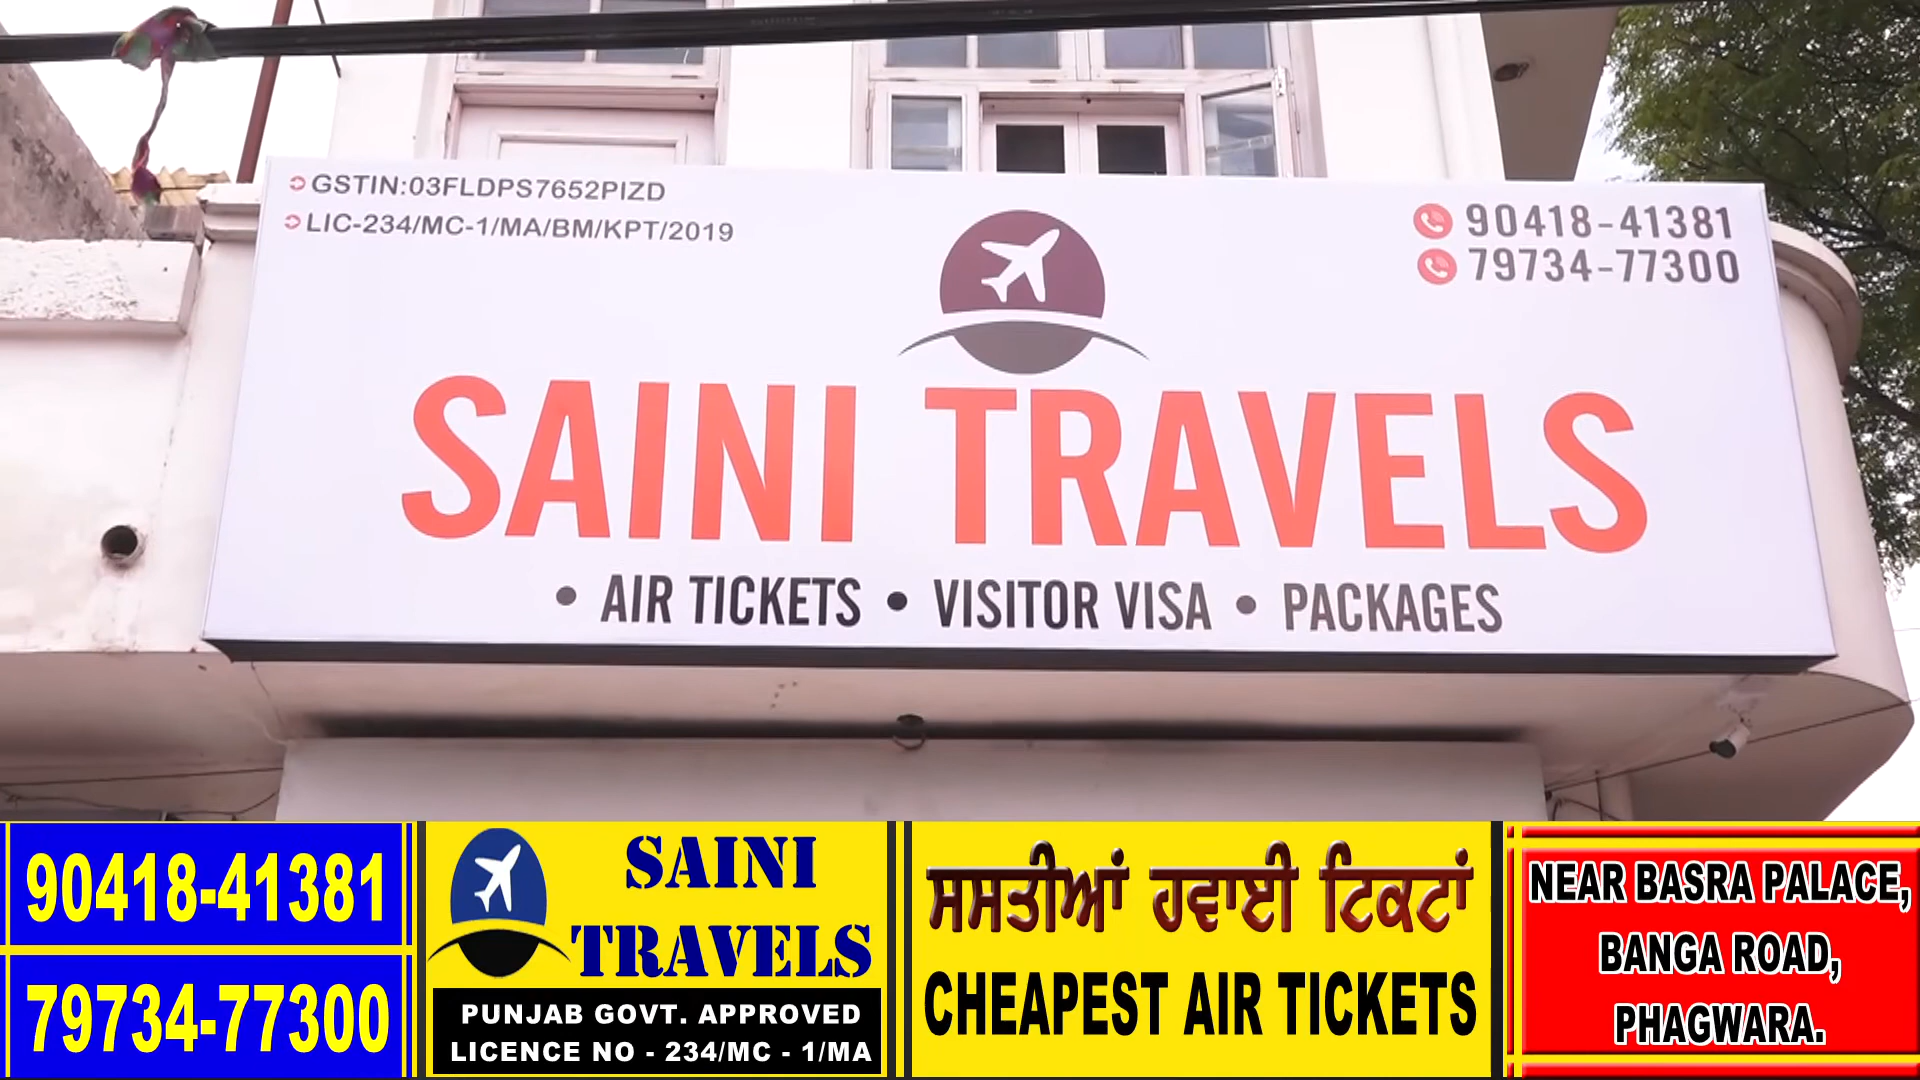 GSTIN:03FLDPS7652PIZD
LIC-234/MC-1/MA/BM/KPT/2019
90418-41381
79734-77300
SAINI TRAVELS
• AIR TICKETS • VISITOR VISA • PACKAGES
90418-41381
79734-77300
SAINI
TRAVELS
PUNJAB GOVT. APPROVED
LICENCE NO - 234/MC - 1/MA
ਸਸਤੀਆਂ ਹਵਾਈ ਟਿਕਟਾਂ
CHEAPEST AIR TICKETS
NEAR BASRA PALACE,
BANGA ROAD,
PHAGWARA.